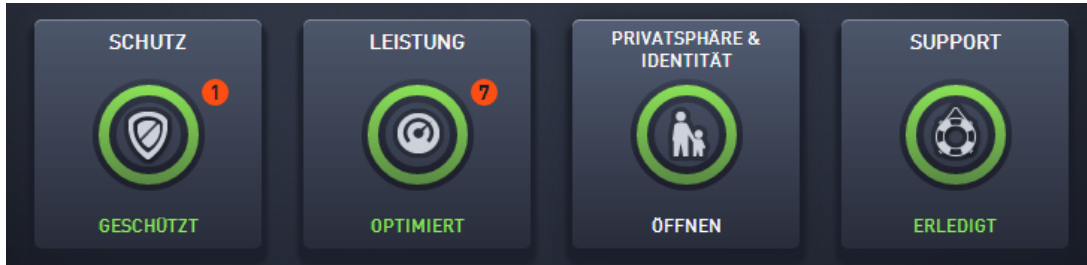 SCHUTZ
1
GESCHÜTZT
LEISTUNG
7
OPTIMIERT
PRIVATSPHÄRE &
IDENTITÄT
ÖFFNEN
SUPPORT
ERLEDIGT